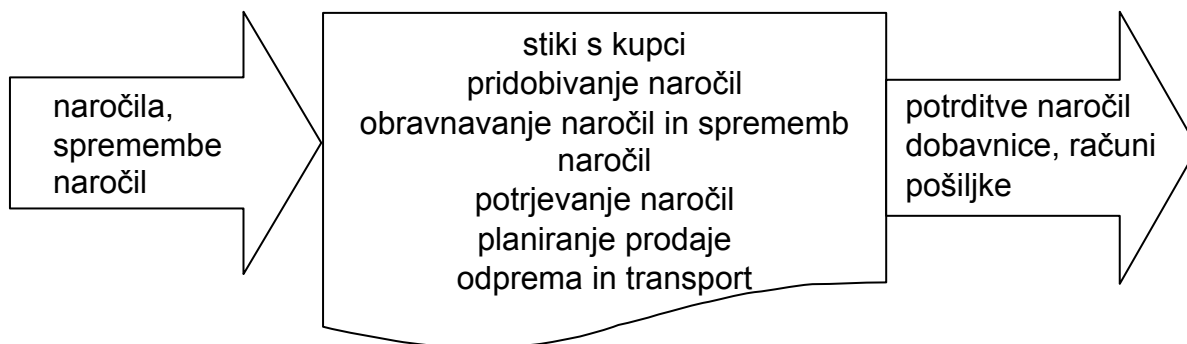 naročila,
spremembe
naročil
stiki s kupci
pridobivanje naročil
obravnavanje naročil in sprememb
naročil
potrjevanje naročil
planiranje prodaje
odprema in transport
potrditve naročil
dobavnice, računi
pošiljke